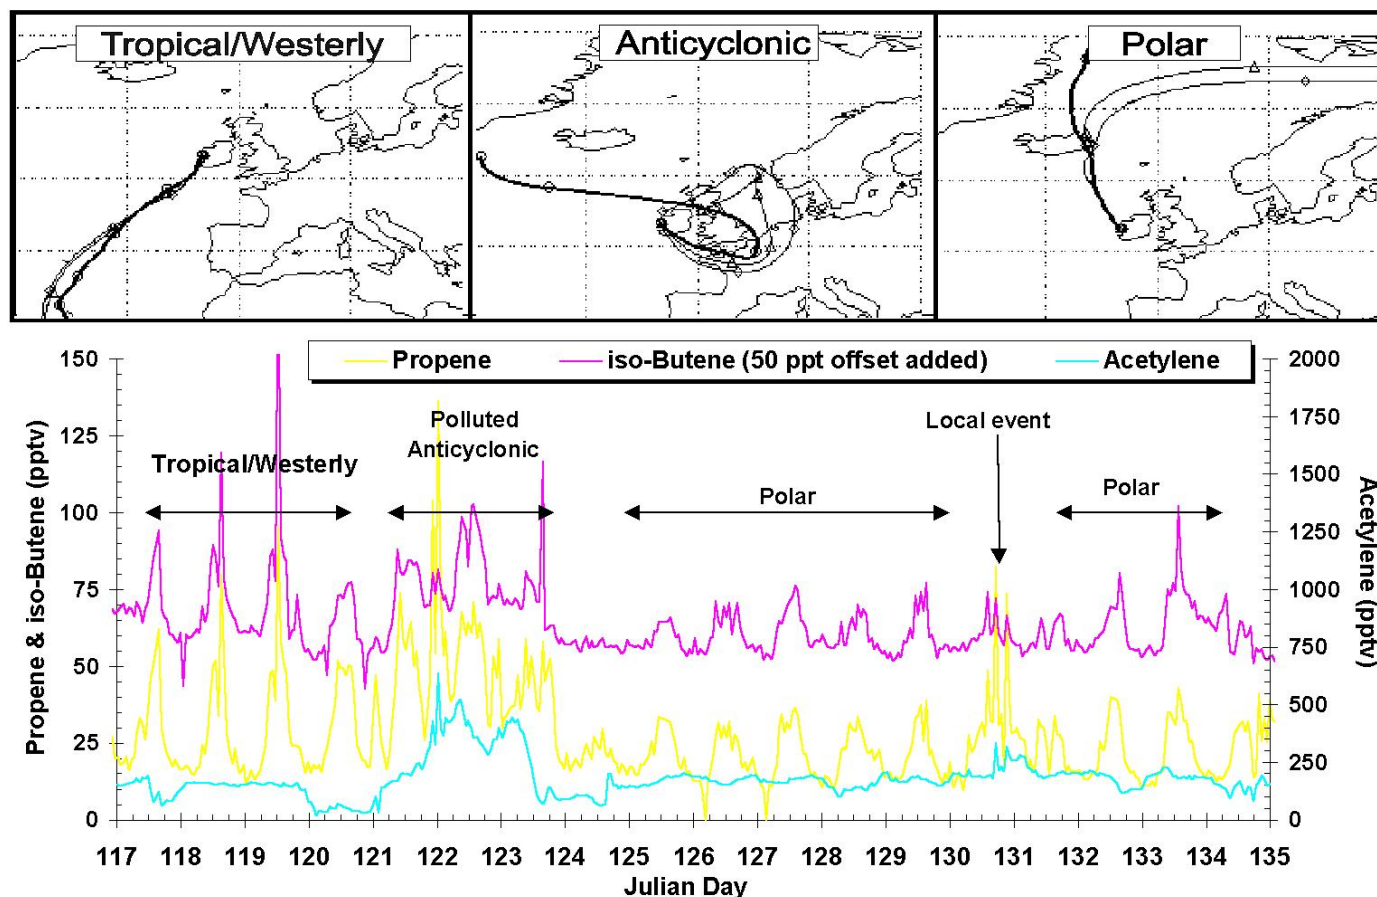 Tropical/Westerly
Anticyclonic
Polar
Propene
iso-Butene (50 ppt offset added)
Acetylene
Propene & iso-Butene (pptv)
150
125
100
75
50
25
0
Tropical/Westerly
Polluted
Anticyclonic
Polar
Local event
Polar
2000
1750
1500
1250
1000
750
500
250
0
Acetylene (pptv)
117 118 119 120 121 122 123 124 125 126 127 128 129 130 131 132 133 134 135
Julian Day